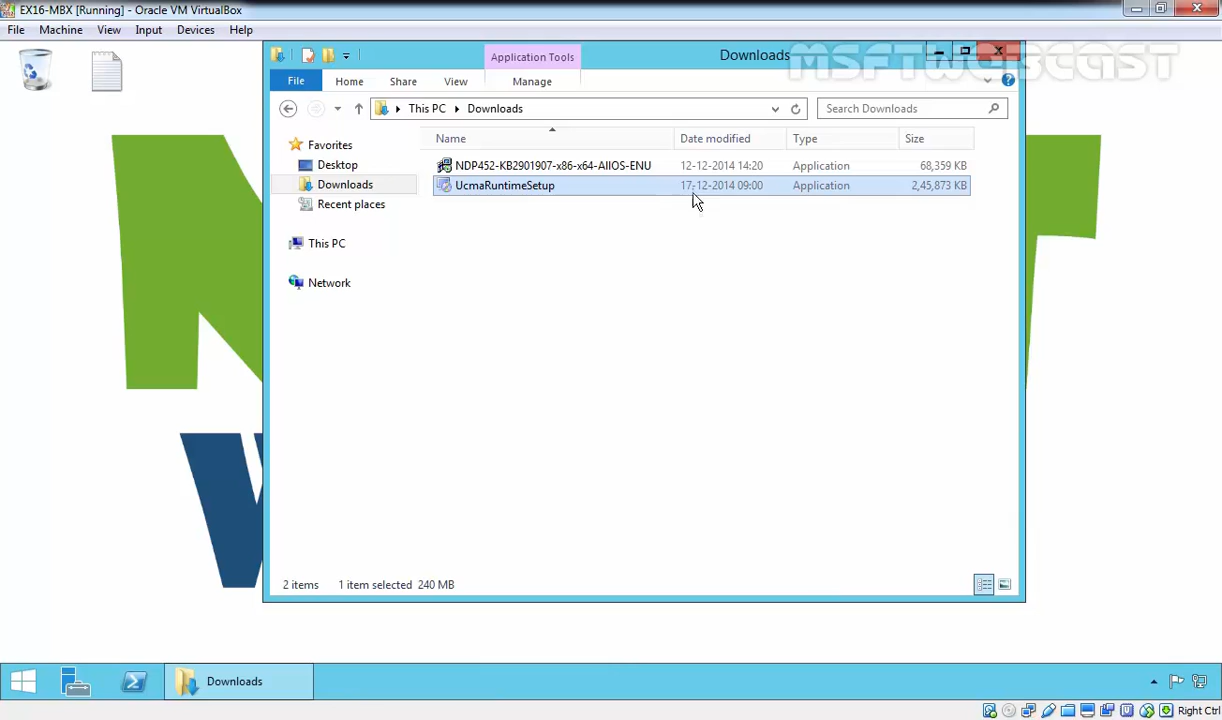 EX16-MBX [Running] - Oracle VM VirtualBox
File Machine View Input Devices Help
Application Tools
Downloads
MSFTWEBCAST
File Home Share View Manage
This PC Downloads
Search Downloads
Name Date modified Type Size
Favorites
NDP452-KB2901907-x86-x64-AllOS-ENU 12-12-2014 14:20 Application 68,359 KB
Desktop
UcmaRuntimeSetup 17-12-2014 09:00 Application 2,45,873 KB
Downloads
Recent places
This PC
Network
2 items 1 item selected 240 MB
Downloads
Right Ctrl